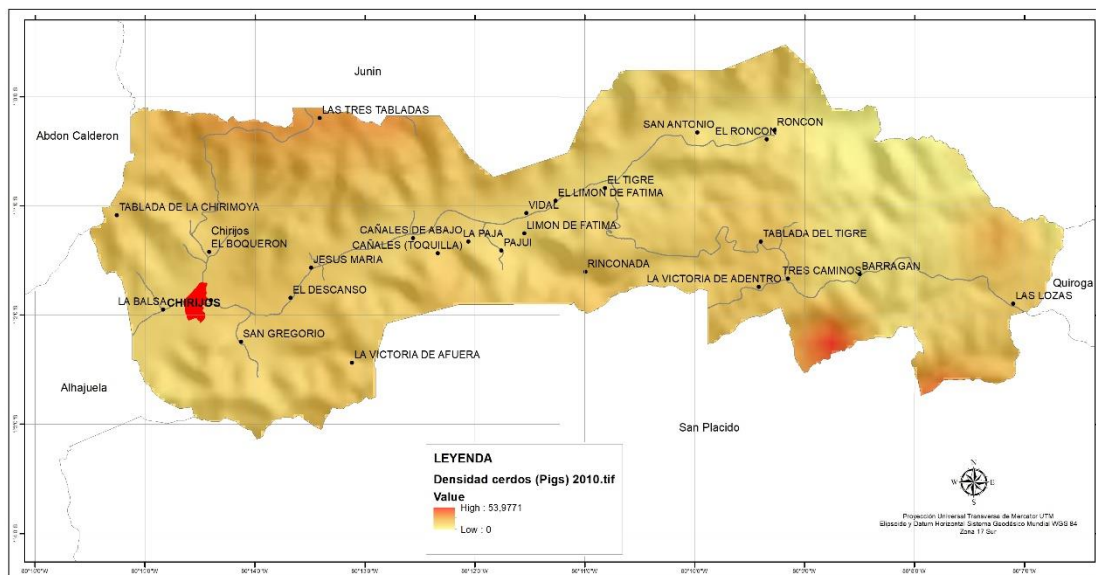 Junin
LAS TRES TABLADAS
Abdon Calderon
RONCON
SAN ANTONIO
EL RONCON
EL TIGRE
EL LIMON DE FATIMA
TABLADA DE LA CHIRIMOYA
VIDAL
Chirijos
CAÑALES DE ABAJO
LA PAJA
LIMON DE FATIMA
EL BOQUERON
CAÑALES (TOQUILLA)
PAJUI
TABLADA DEL TIGRE
JESUS MARIA
RINCONADA
LA VICTORIA DE ADENTRO
TRES CAMINOS
BARRAGAN
Quiroga
EL DESCANSO
LA BALSA
CHIRIJOS
LAS LOZAS
SAN GREGORIO
LA VICTORIA DE AFUERA
Alhajuela
San Placido
LEYENDA
Densidad cerdos (Pigs) 2010.tif
Value
High : 53,9771
Low : 0
N
W E
S
Proyección Universal Transversa de Mercator UTM
Elipsoide y Datum Horizontal Sistema Geodésico Mundial WGS 84
Zona 17 Sur